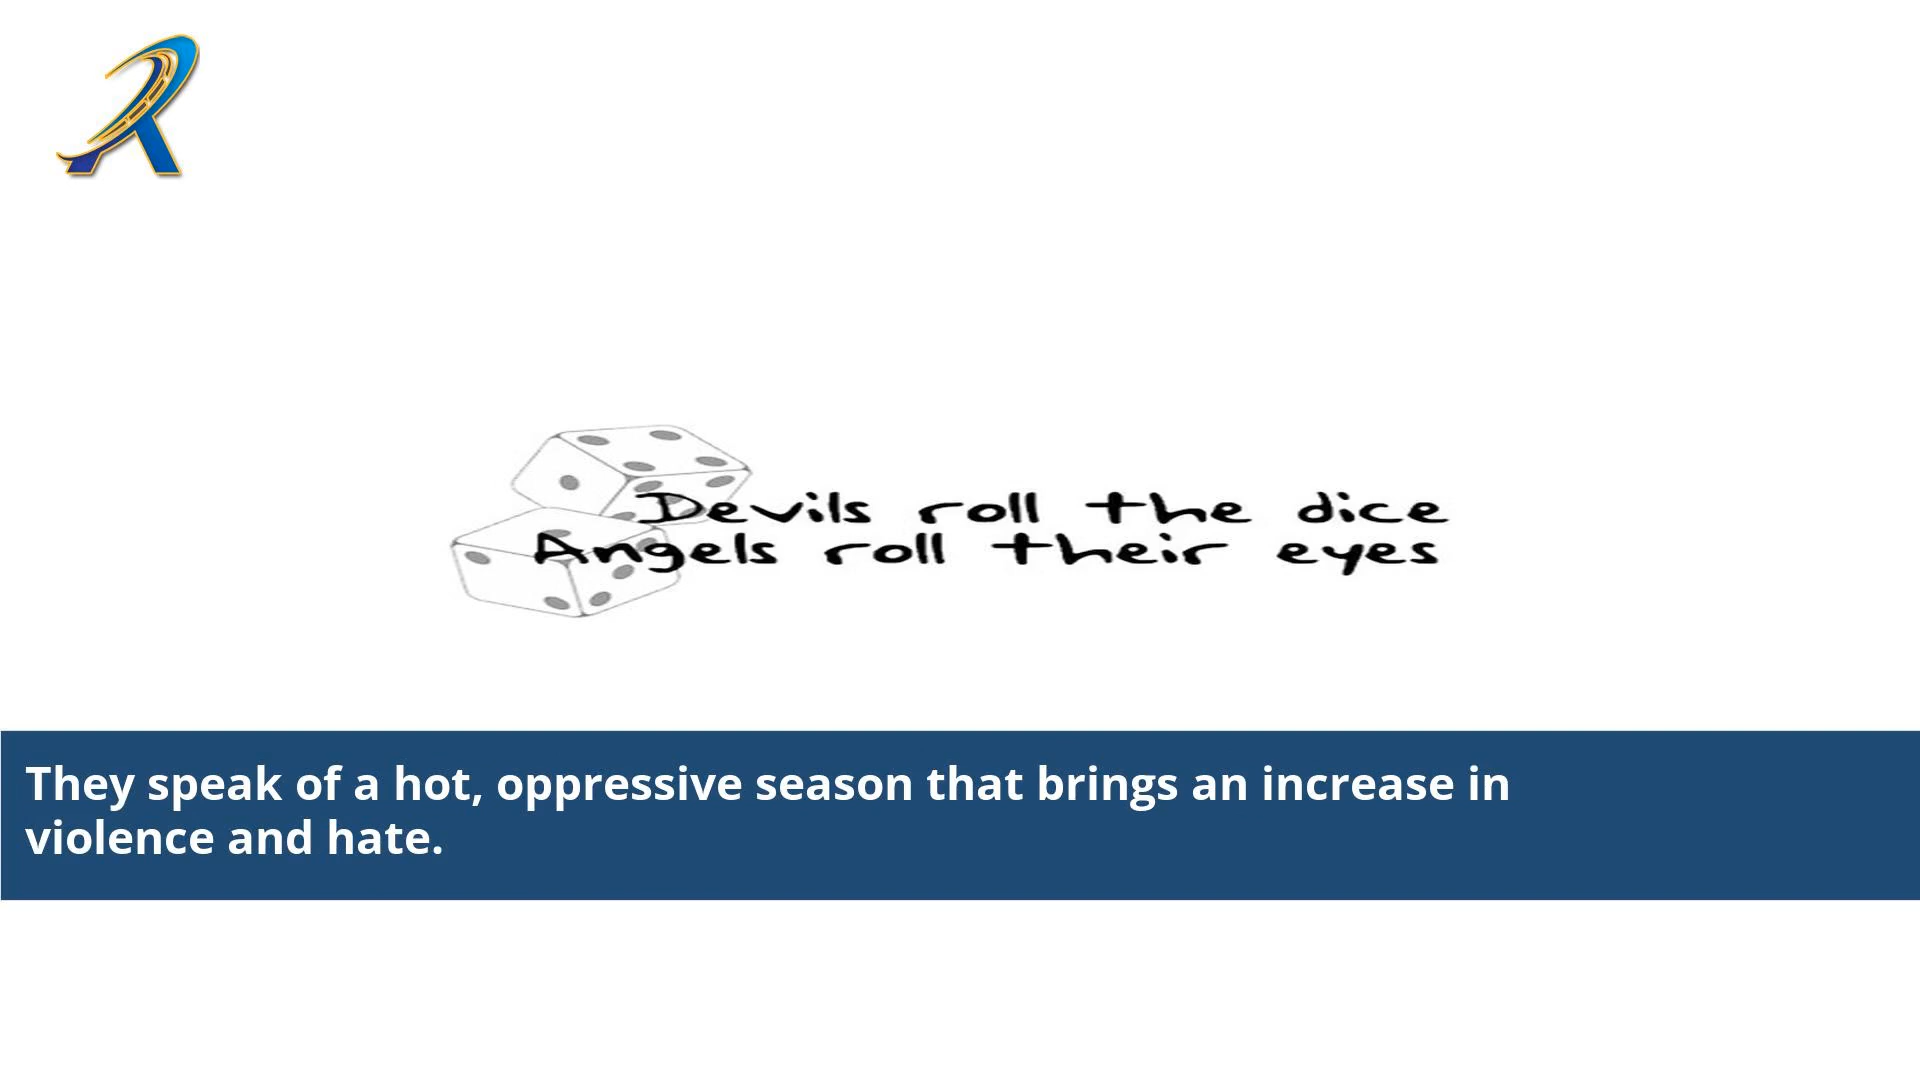 Devils roll the dice
Angels roll their eyes
They speak of a hot, oppressive season that brings an increase in
violence and hate.